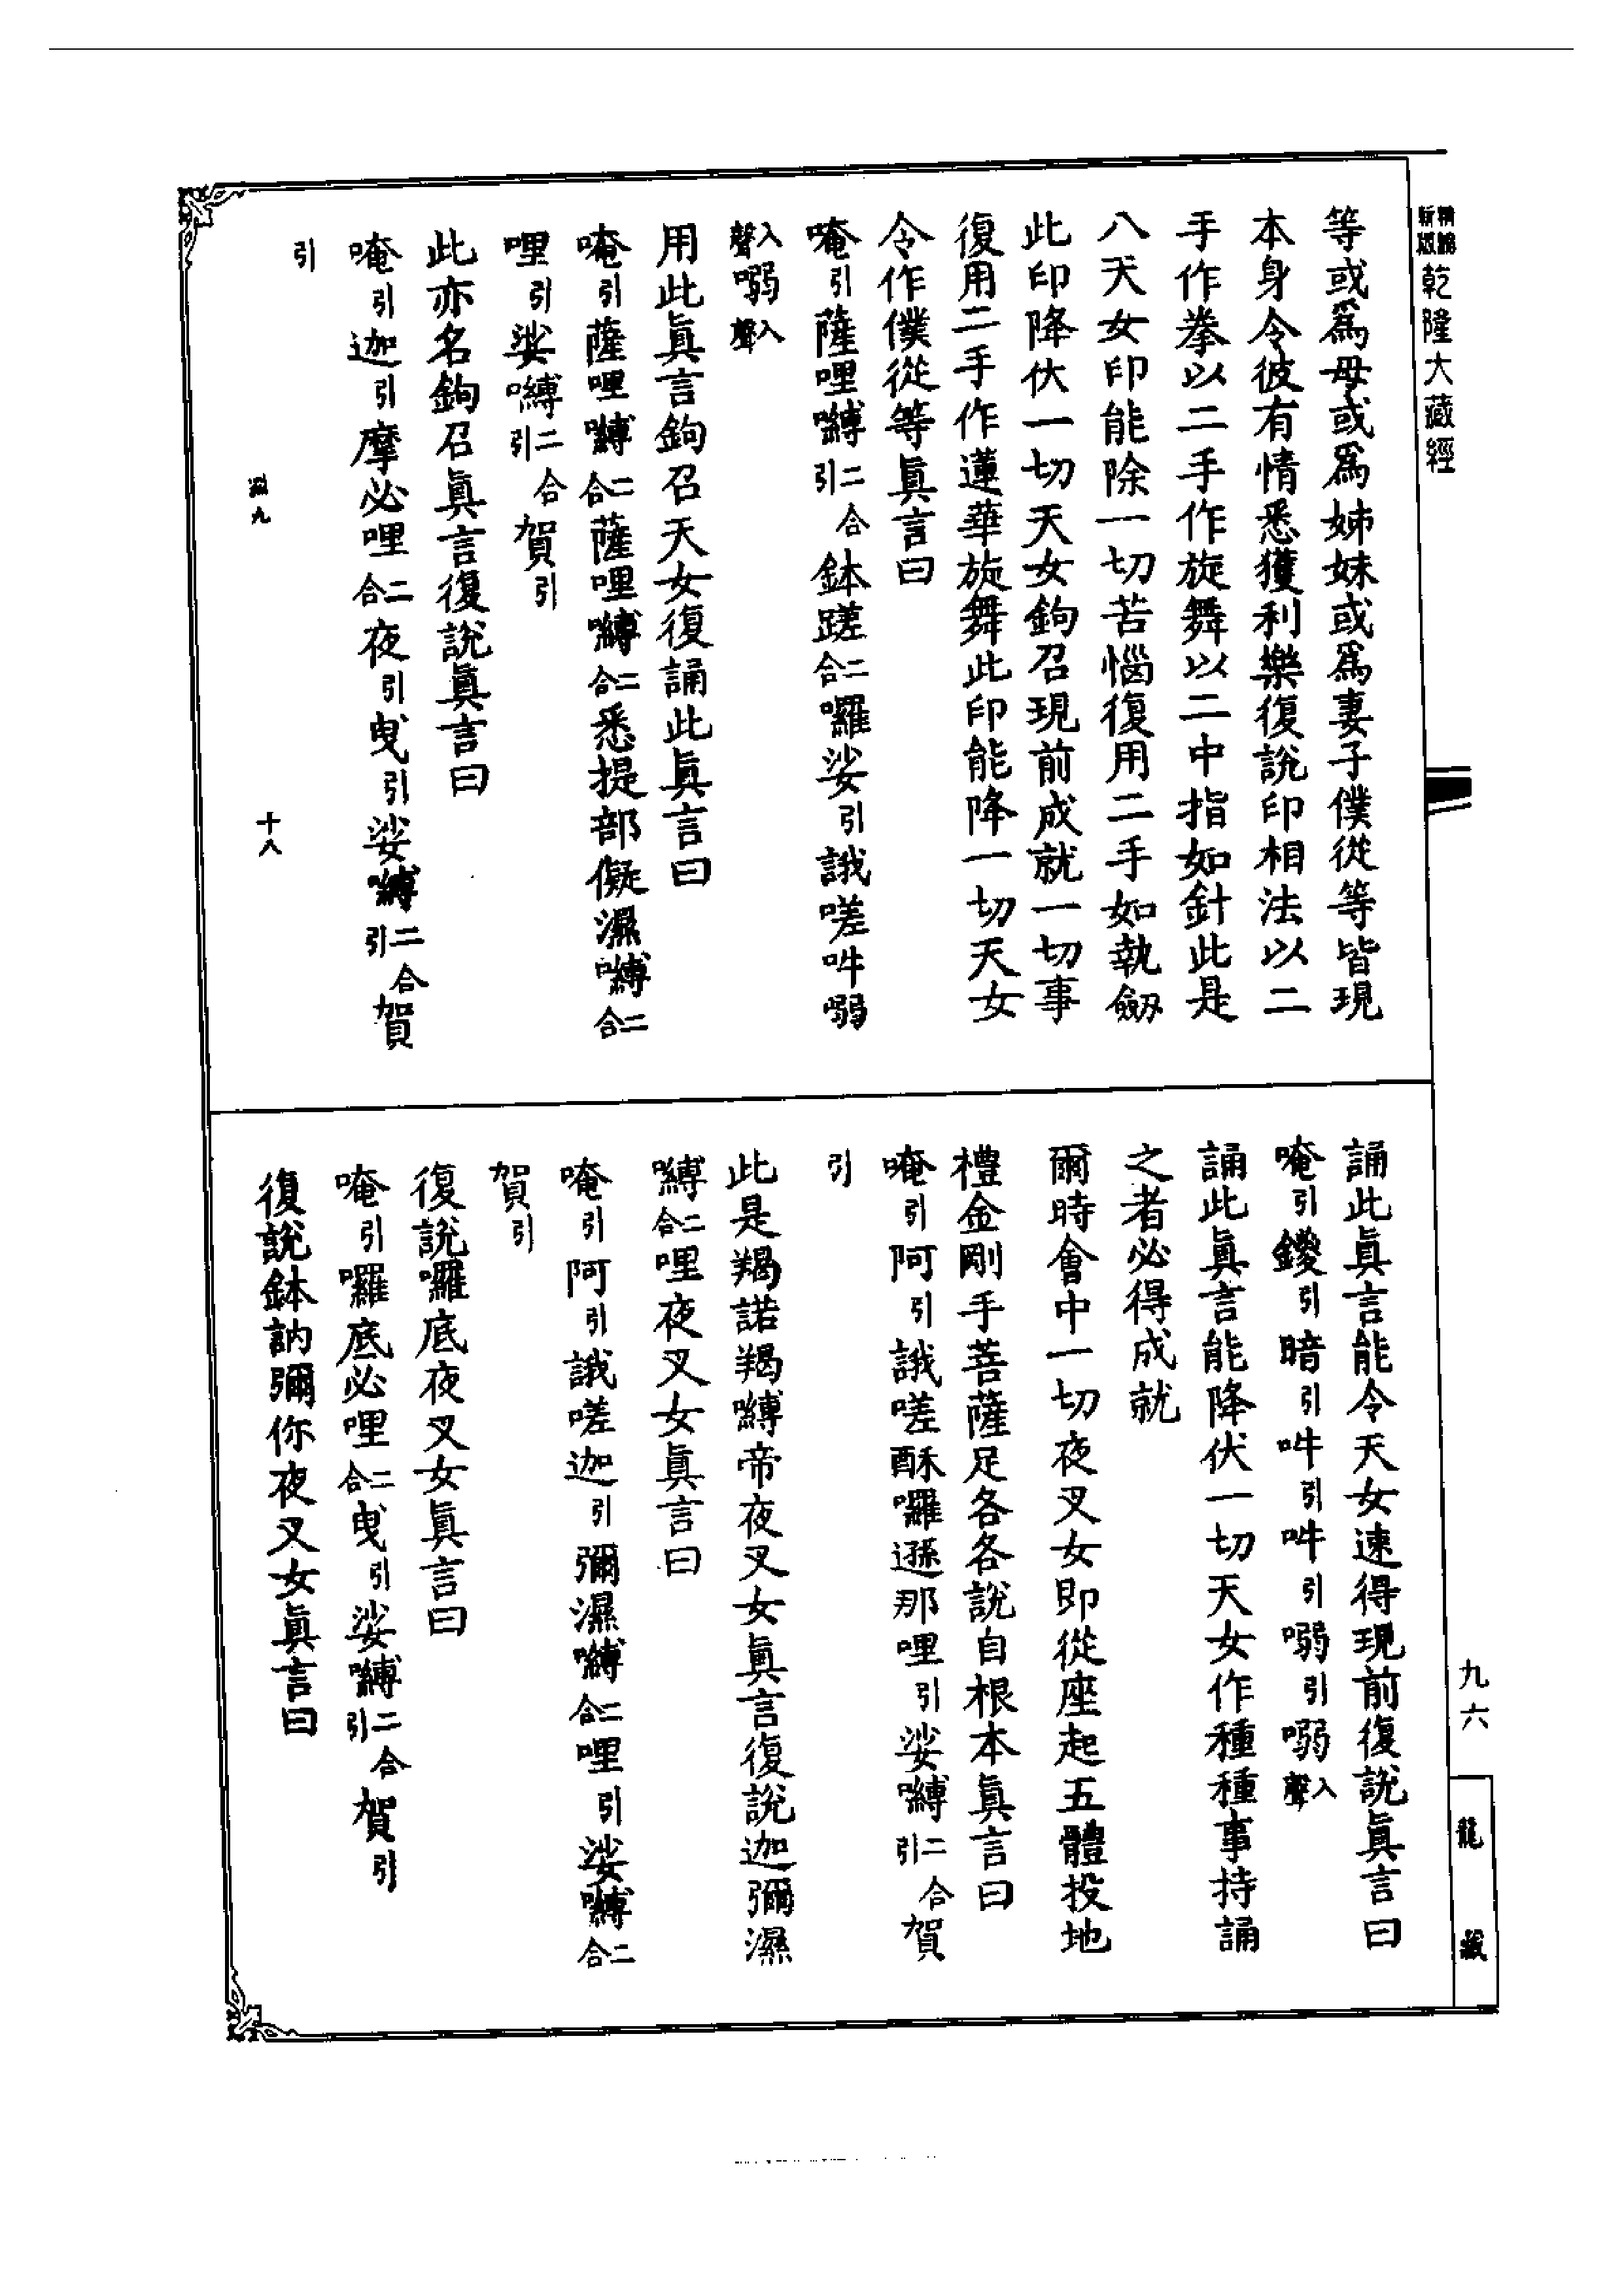 乾隆大藏經
等或爲母或爲姊妹或爲妻子僕從等皆現
本身令彼有情悉獲利樂復說印相法以二
手作拳以二手作旋舞以二中指如針此是
八天女印能除一切苦惱復用二手如執劒
此印降伏一切天女鉤召現前成就一切事
復用二手作蓮華旋舞此印能降一切天女
令作僕從等眞言曰
唵引薩哩嚩二合引鉢蹉二合囉娑引誐嗟吽嚩
入聲嚩入聲
用此眞言鉤召天女復誦此眞言曰
唵引薩哩嚩二合薩哩嚩二合悉提部儗濕嚩二合
哩引娑嚩二合引賀引
此亦名鉤召眞言復說眞言曰
唵引迦引摩必哩二合夜引曳引娑嚩二合引賀
引
九
十八
誦此眞言能令天女速得現前復說眞言曰
唵引鑁引暗引吽引吽引嗍引嗍入聲
誦此眞言能降伏一切天女作種種事持誦
之者必得成就
爾時會中一切夜叉女即從座起五體投地
禮金剛手菩薩足各各說自根本眞言曰
唵引阿引誐嗟酥囉遜那哩引娑嚩二合引賀
引
此是羯諾羯嚩帝夜叉女眞言復說迦彌濕
嚩二合哩夜叉女眞言曰
唵引阿引誐嗟迦引彌濕嚩二合哩引娑嚩二合
賀引
復說囉底夜叉女眞言曰
唵引囉底必哩二合曳引娑嚩二合引賀引
復說鉢訥彌你夜叉女眞言曰
九六
龍藏